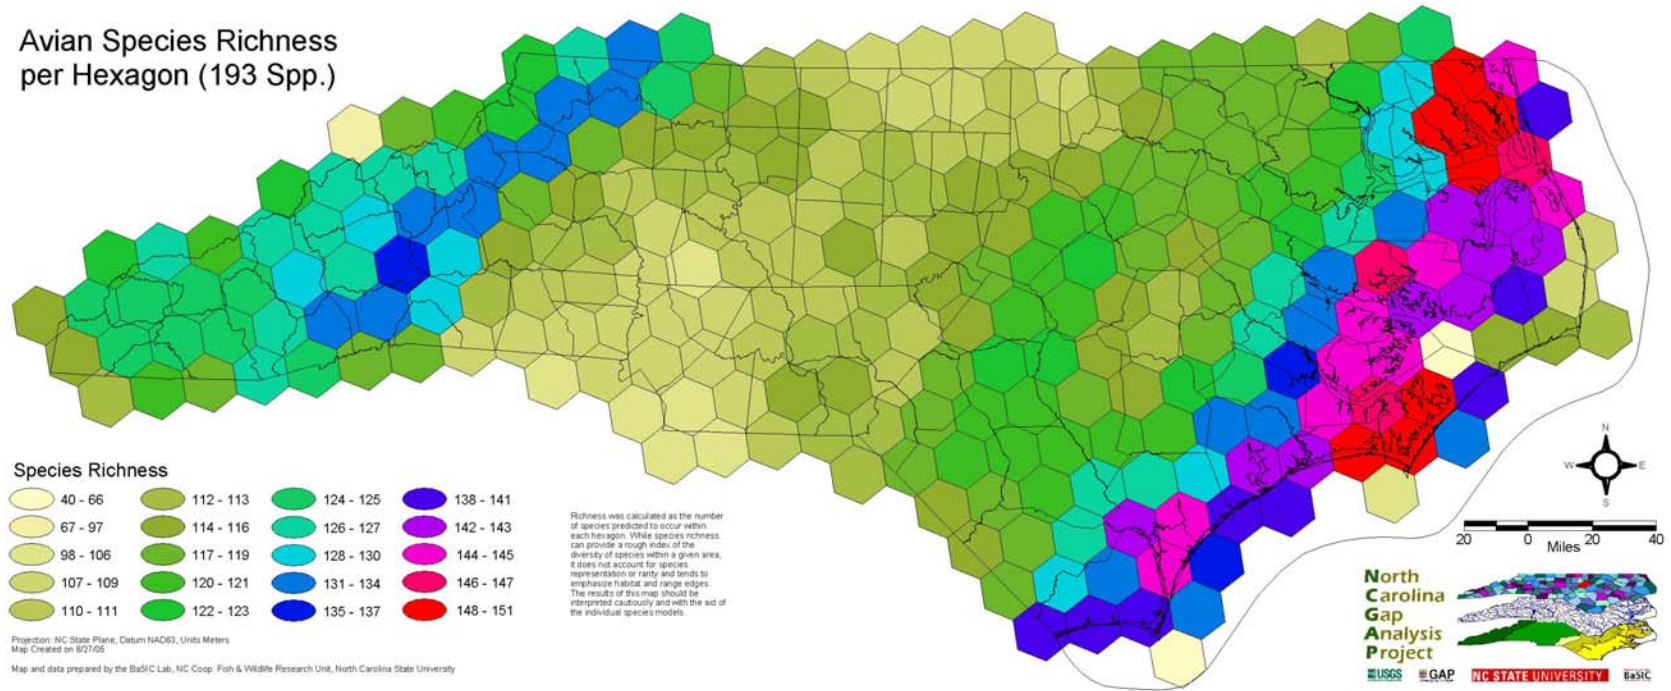 Avian Species Richness
per Hexagon (193 Spp.)
Species Richness
40 - 66
67 - 97
98 - 106
107 - 109
110 - 111
112 - 113
114 - 116
117 - 119
120 - 121
122 - 123
124 - 125
126 - 127
128 - 130
131 - 134
135 - 137
138 - 141
142 - 143
144 - 145
146 - 147
148 - 151
Richness was calculated as the number
of species predicted to occur within
each hexagon. While species richness
can provide a rough index of the
diversity of species within a given area,
it does not account for species
representation or rarity and tends to
emphasize habitat and range edges.
The results of this map should be
interpreted cautiously and with the aid of
the individual species models.
Projection: NC State Plane, Datum NAD83, Units Meters
Map Created on 6/27/05
Map and data prepared by the BaSIC Lab, NC Coop. Fish & Wildlife Research Unit, North Carolina State University
N
W E
S
20 0 20 40
Miles
North
Carolina
Gap
Analysis
Project
USGS GAP NC STATE UNIVERSITY BaSIC